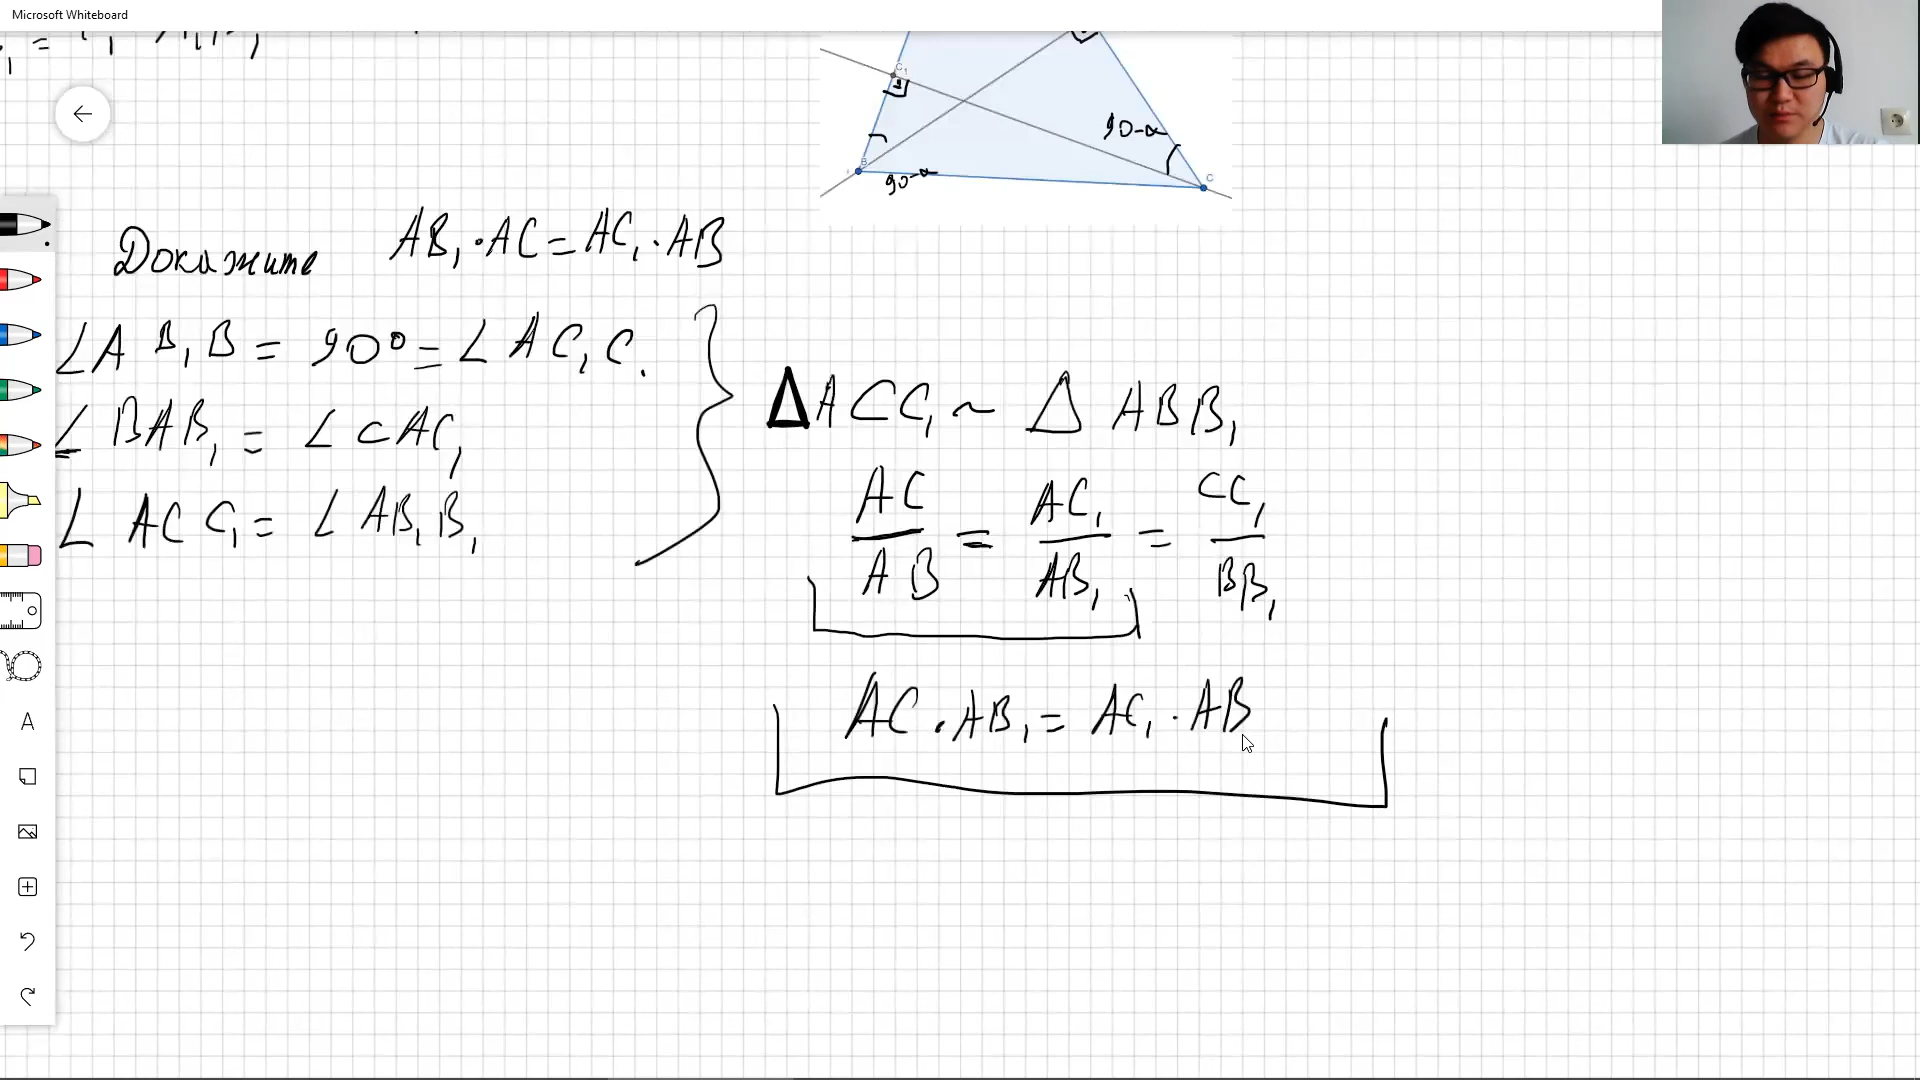 Microsoft Whiteboard
C₁
90-α
B
90-α
C
Докажите AB₁·AC=AC₁·AB
∠AB₁B = 90° = ∠AC₁C.
∠BAB₁ = ∠CAC₁
∠ACC₁ = ∠AB₁B₁
ΔACC₁ ~ ΔABB₁
AC/AB = AC₁/AB₁ = CC₁/BB₁
AC·AB₁ = AC₁·AB
A